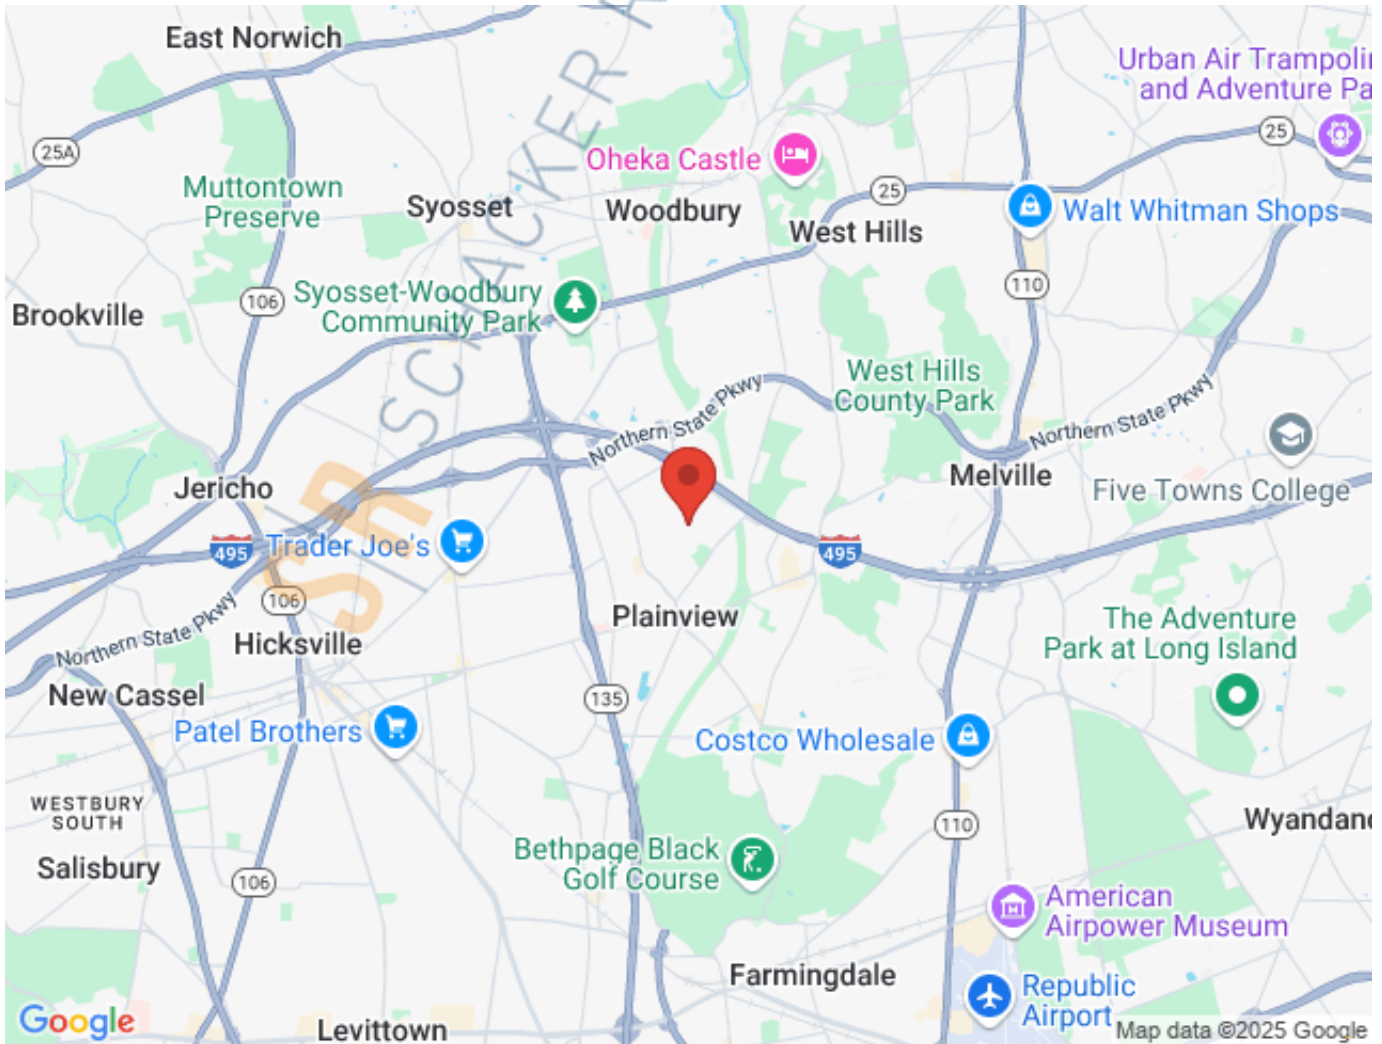 East Norwich
Urban Air Trampoli
and Adventure Pa
25A
25
Oheka Castle
Muttontown
Preserve
Syosset
Woodbury
25
West Hills
Walt Whitman Shops
SCHACKER
Syosset-Woodbury
Community Park
106
110
Brookville
West Hills
County Park
Northern State Pkwy
Northern State Pkwy
Jericho
Melville
Five Towns College
SR
495
Trader Joe's
495
106
Northern State Pkwy
Hicksville
Plainview
The Adventure
Park at Long Island
New Cassel
135
Patel Brothers
Costco Wholesale
WESTBURY
SOUTH
110
Wyandanc
Salisbury
106
Bethpage Black
Golf Course
American
Airpower Museum
Farmingdale
Republic
Airport
Google
Levittown
Map data ©2025 Google